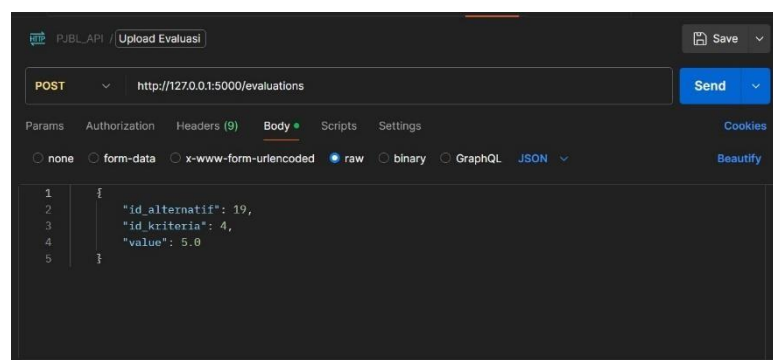 HTTP PJBL_API / Upload Evaluasi Save
POST http://127.0.0.1:5000/evaluations Send
Params Authorization Headers (9) Body Scripts Settings Cookies
none form-data x-www-form-urlencoded raw binary GraphQL JSON Beautify
1 {
2 "id_alternatif": 19,
3 "id_kriteria": 4,
4 "value": 5.0
5 }